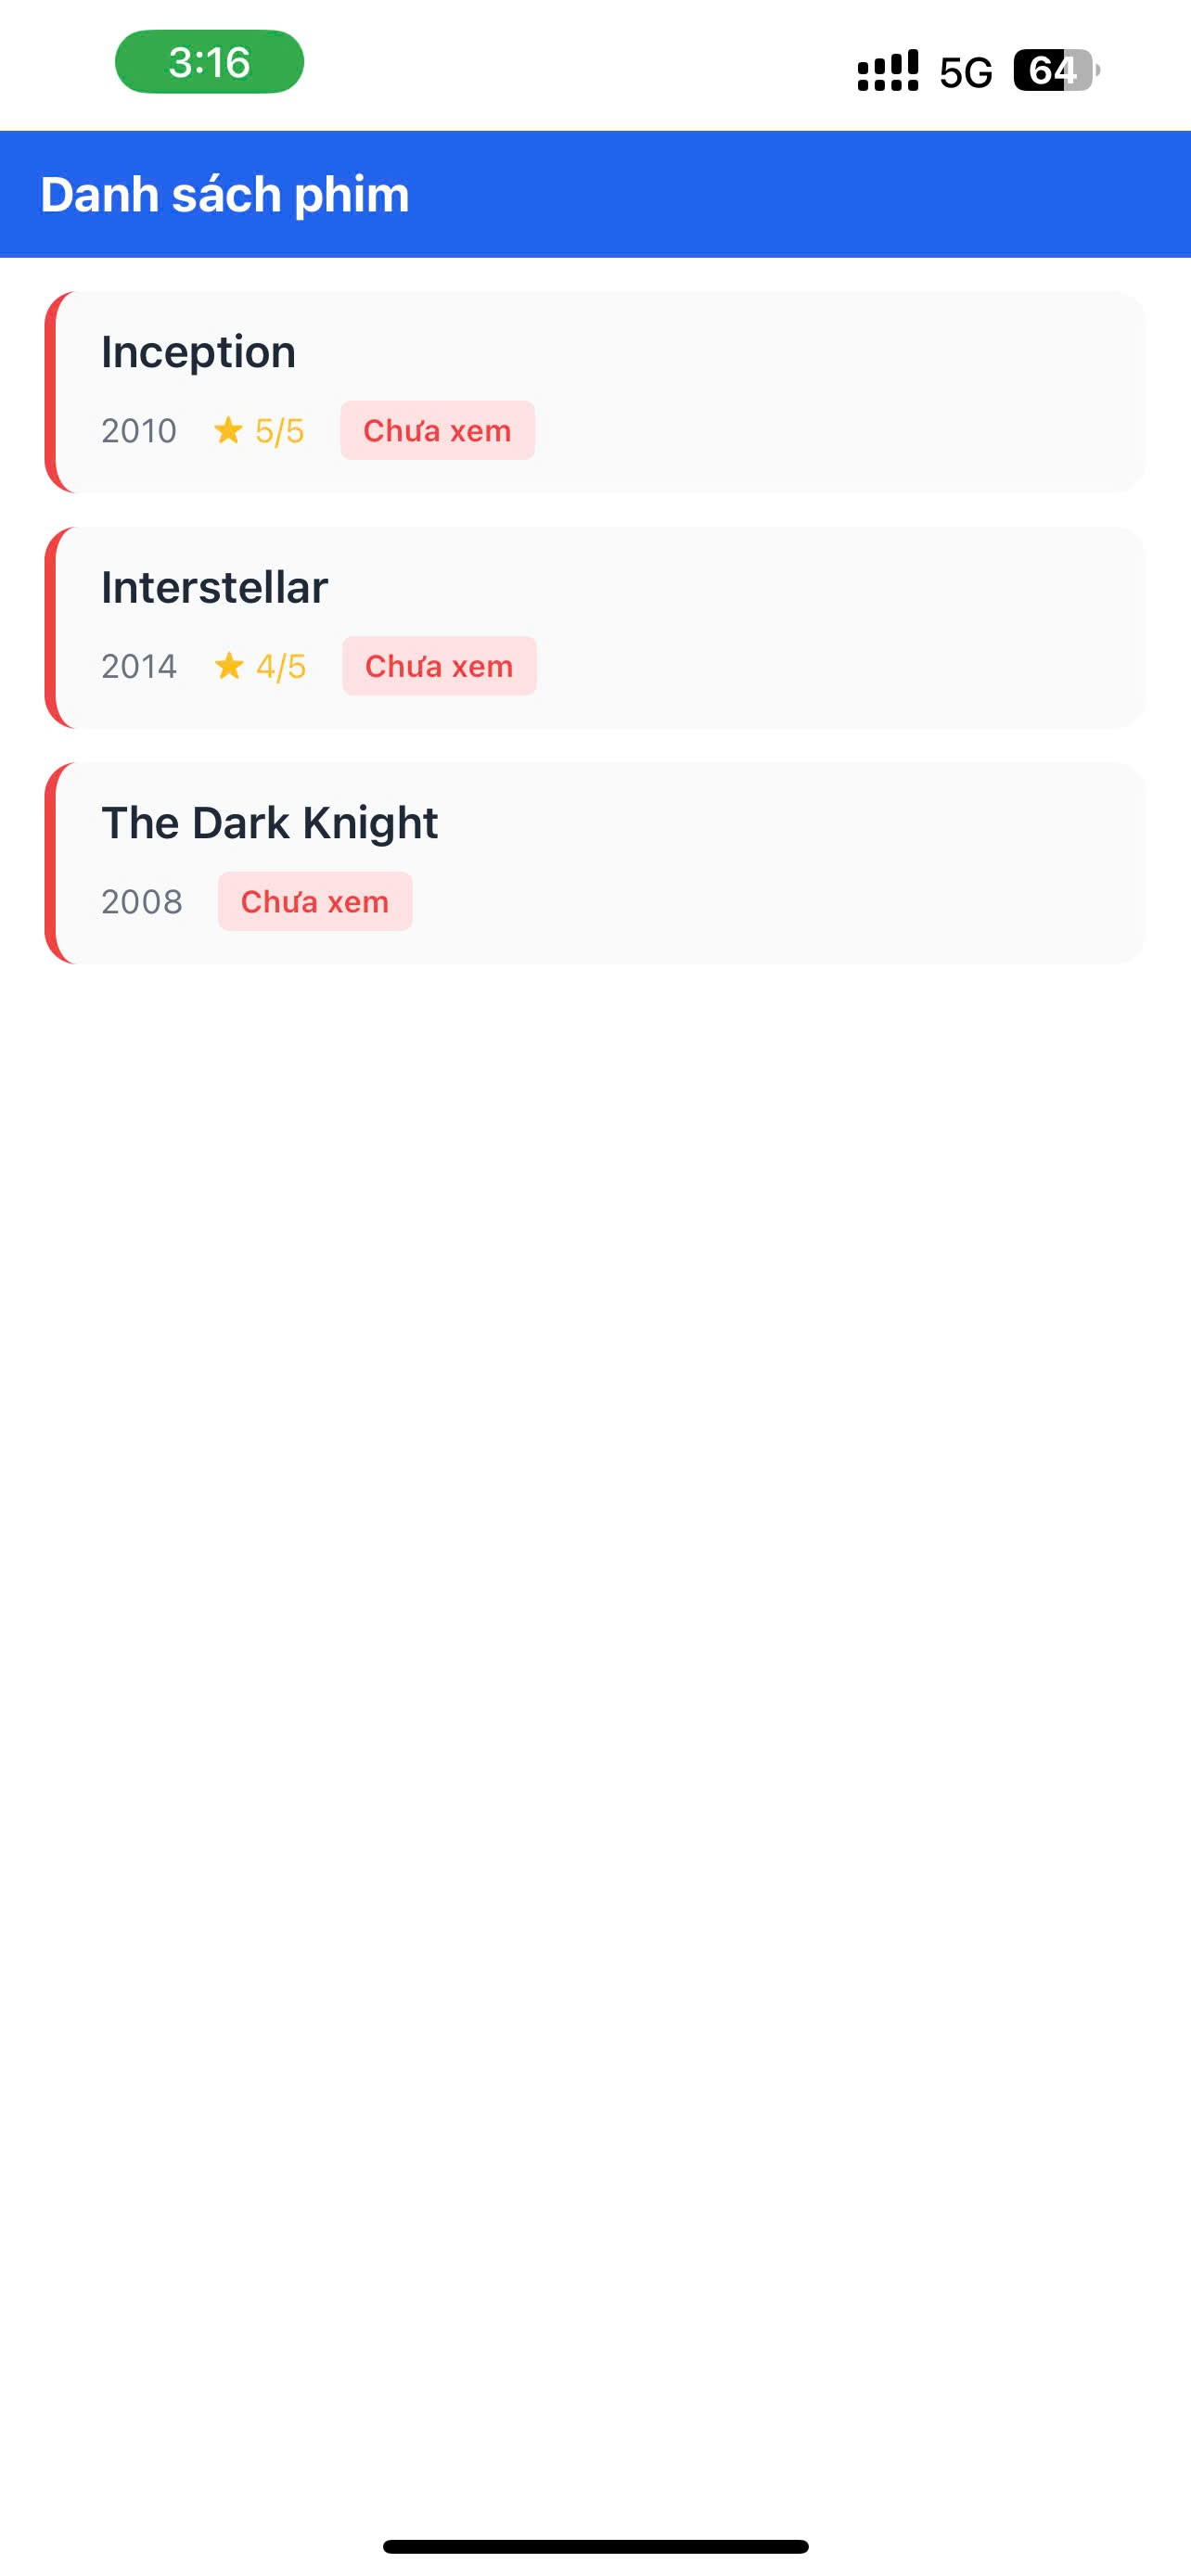 3:16 5G 64
Danh sách phim
Inception
2010 ★ 5/5 Chưa xem
Interstellar
2014 ★ 4/5 Chưa xem
The Dark Knight
2008 Chưa xem